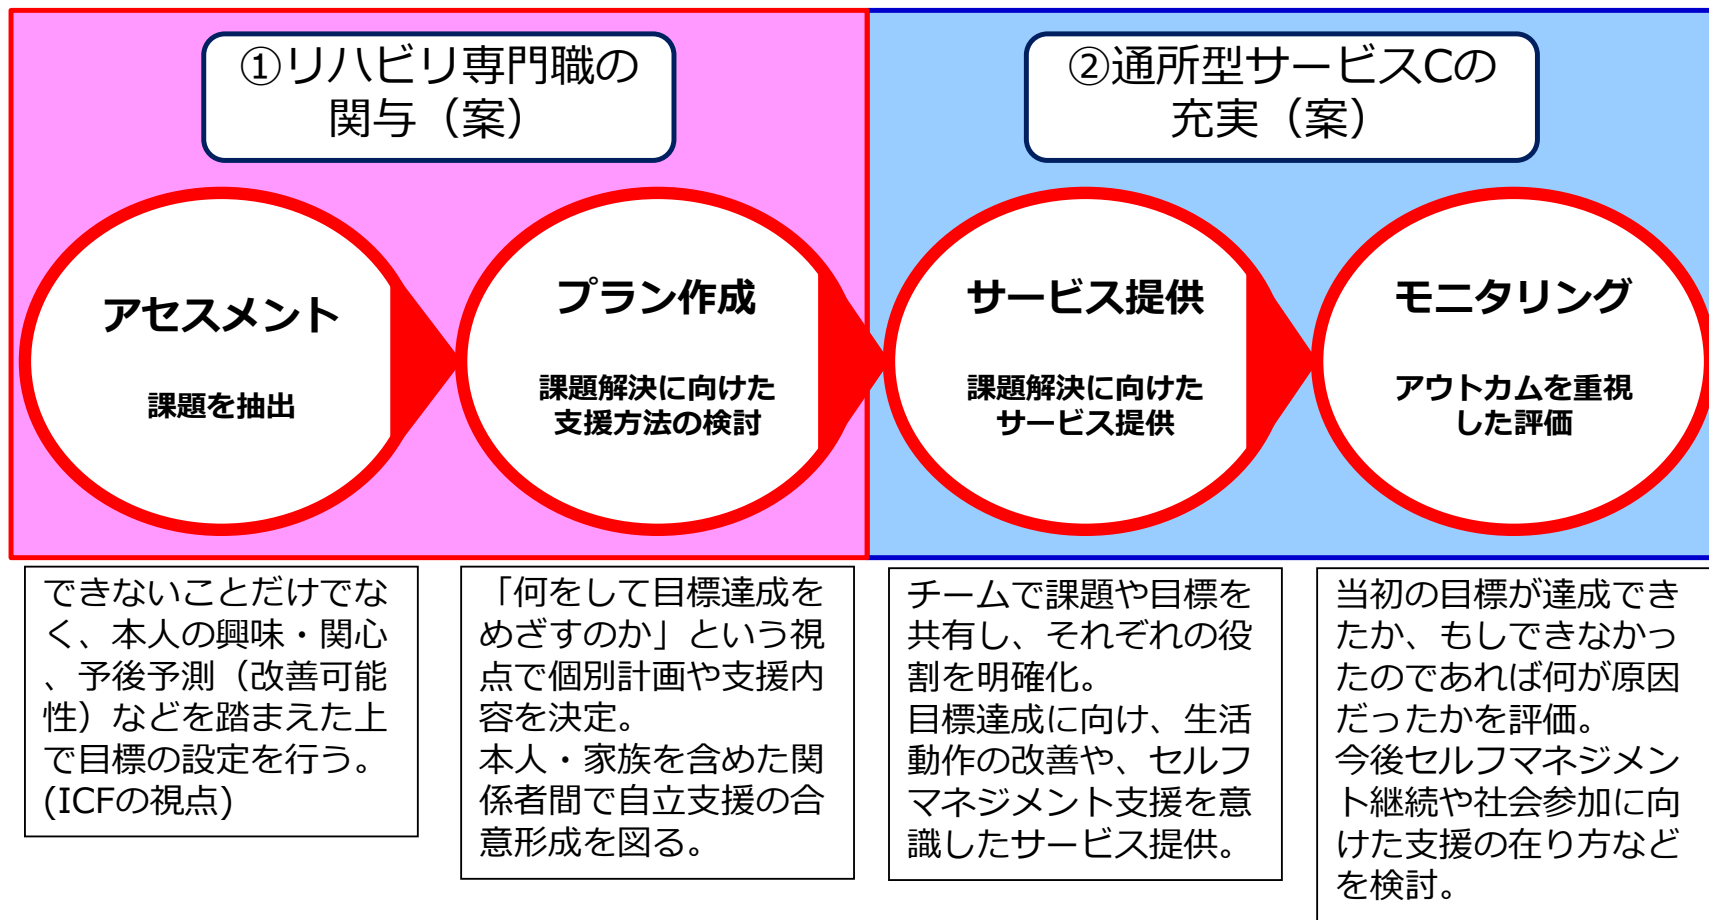 ①リハビリ専門職の
関与（案）
②通所型サービスCの
充実（案）
アセスメント
課題を抽出
プラン作成
課題解決に向けた
支援方法の検討
サービス提供
課題解決に向けた
サービス提供
モニタリング
アウトカムを重視
した評価
できないことだけでな
く、本人の興味・関心
、予後予測（改善可能
性）などを踏まえた上
で目標の設定を行う。
(ICFの視点)
「何をして目標達成を
めざすのか」という視
点で個別計画や支援内
容を決定。
本人・家族を含めた関
係者間で自立支援の合
意形成を図る。
チームで課題や目標を
共有し、それぞれの役
割を明確化。
目標達成に向け、生活
動作の改善や、セルフ
マネジメント支援を意
識したサービス提供。
当初の目標が達成でき
たか、もしできなかっ
たのであれば何が原因
だったかを評価。
今後セルフマネジメン
ト継続や社会参加に向
けた支援の在り方など
を検討。